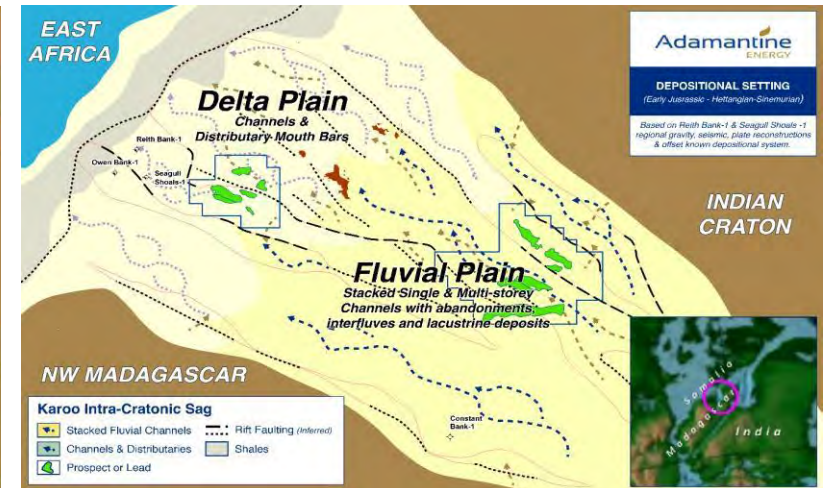 EAST
AFRICA
Adamantine
ENERGY
DEPOSITIONAL SETTING
(Early Jusrassic - Hettangian-Sinemurian)
Based on Reith Bank-1 & Seagull Shoals -1
regional gravity, seismic, plate reconstructions
& offset known depositional system.
Delta Plain
Channels &
Distributary Mouth Bars
Reith Bank-1
Owen Bank-1
Seagull
Shoals-1
INDIAN
CRATON
Fluvial Plain
Stacked Single & Multi-storey
Channels with abandonments,
interfluves and lacustrine deposits
NW MADAGASCAR
Constant
Bank-1
Karoo Intra-Cratonic Sag
Stacked Fluvial Channels
Rift Faulting (Inferred)
Channels & Distributaries
Shales
Prospect or Lead
Somalia
Madagascar
India